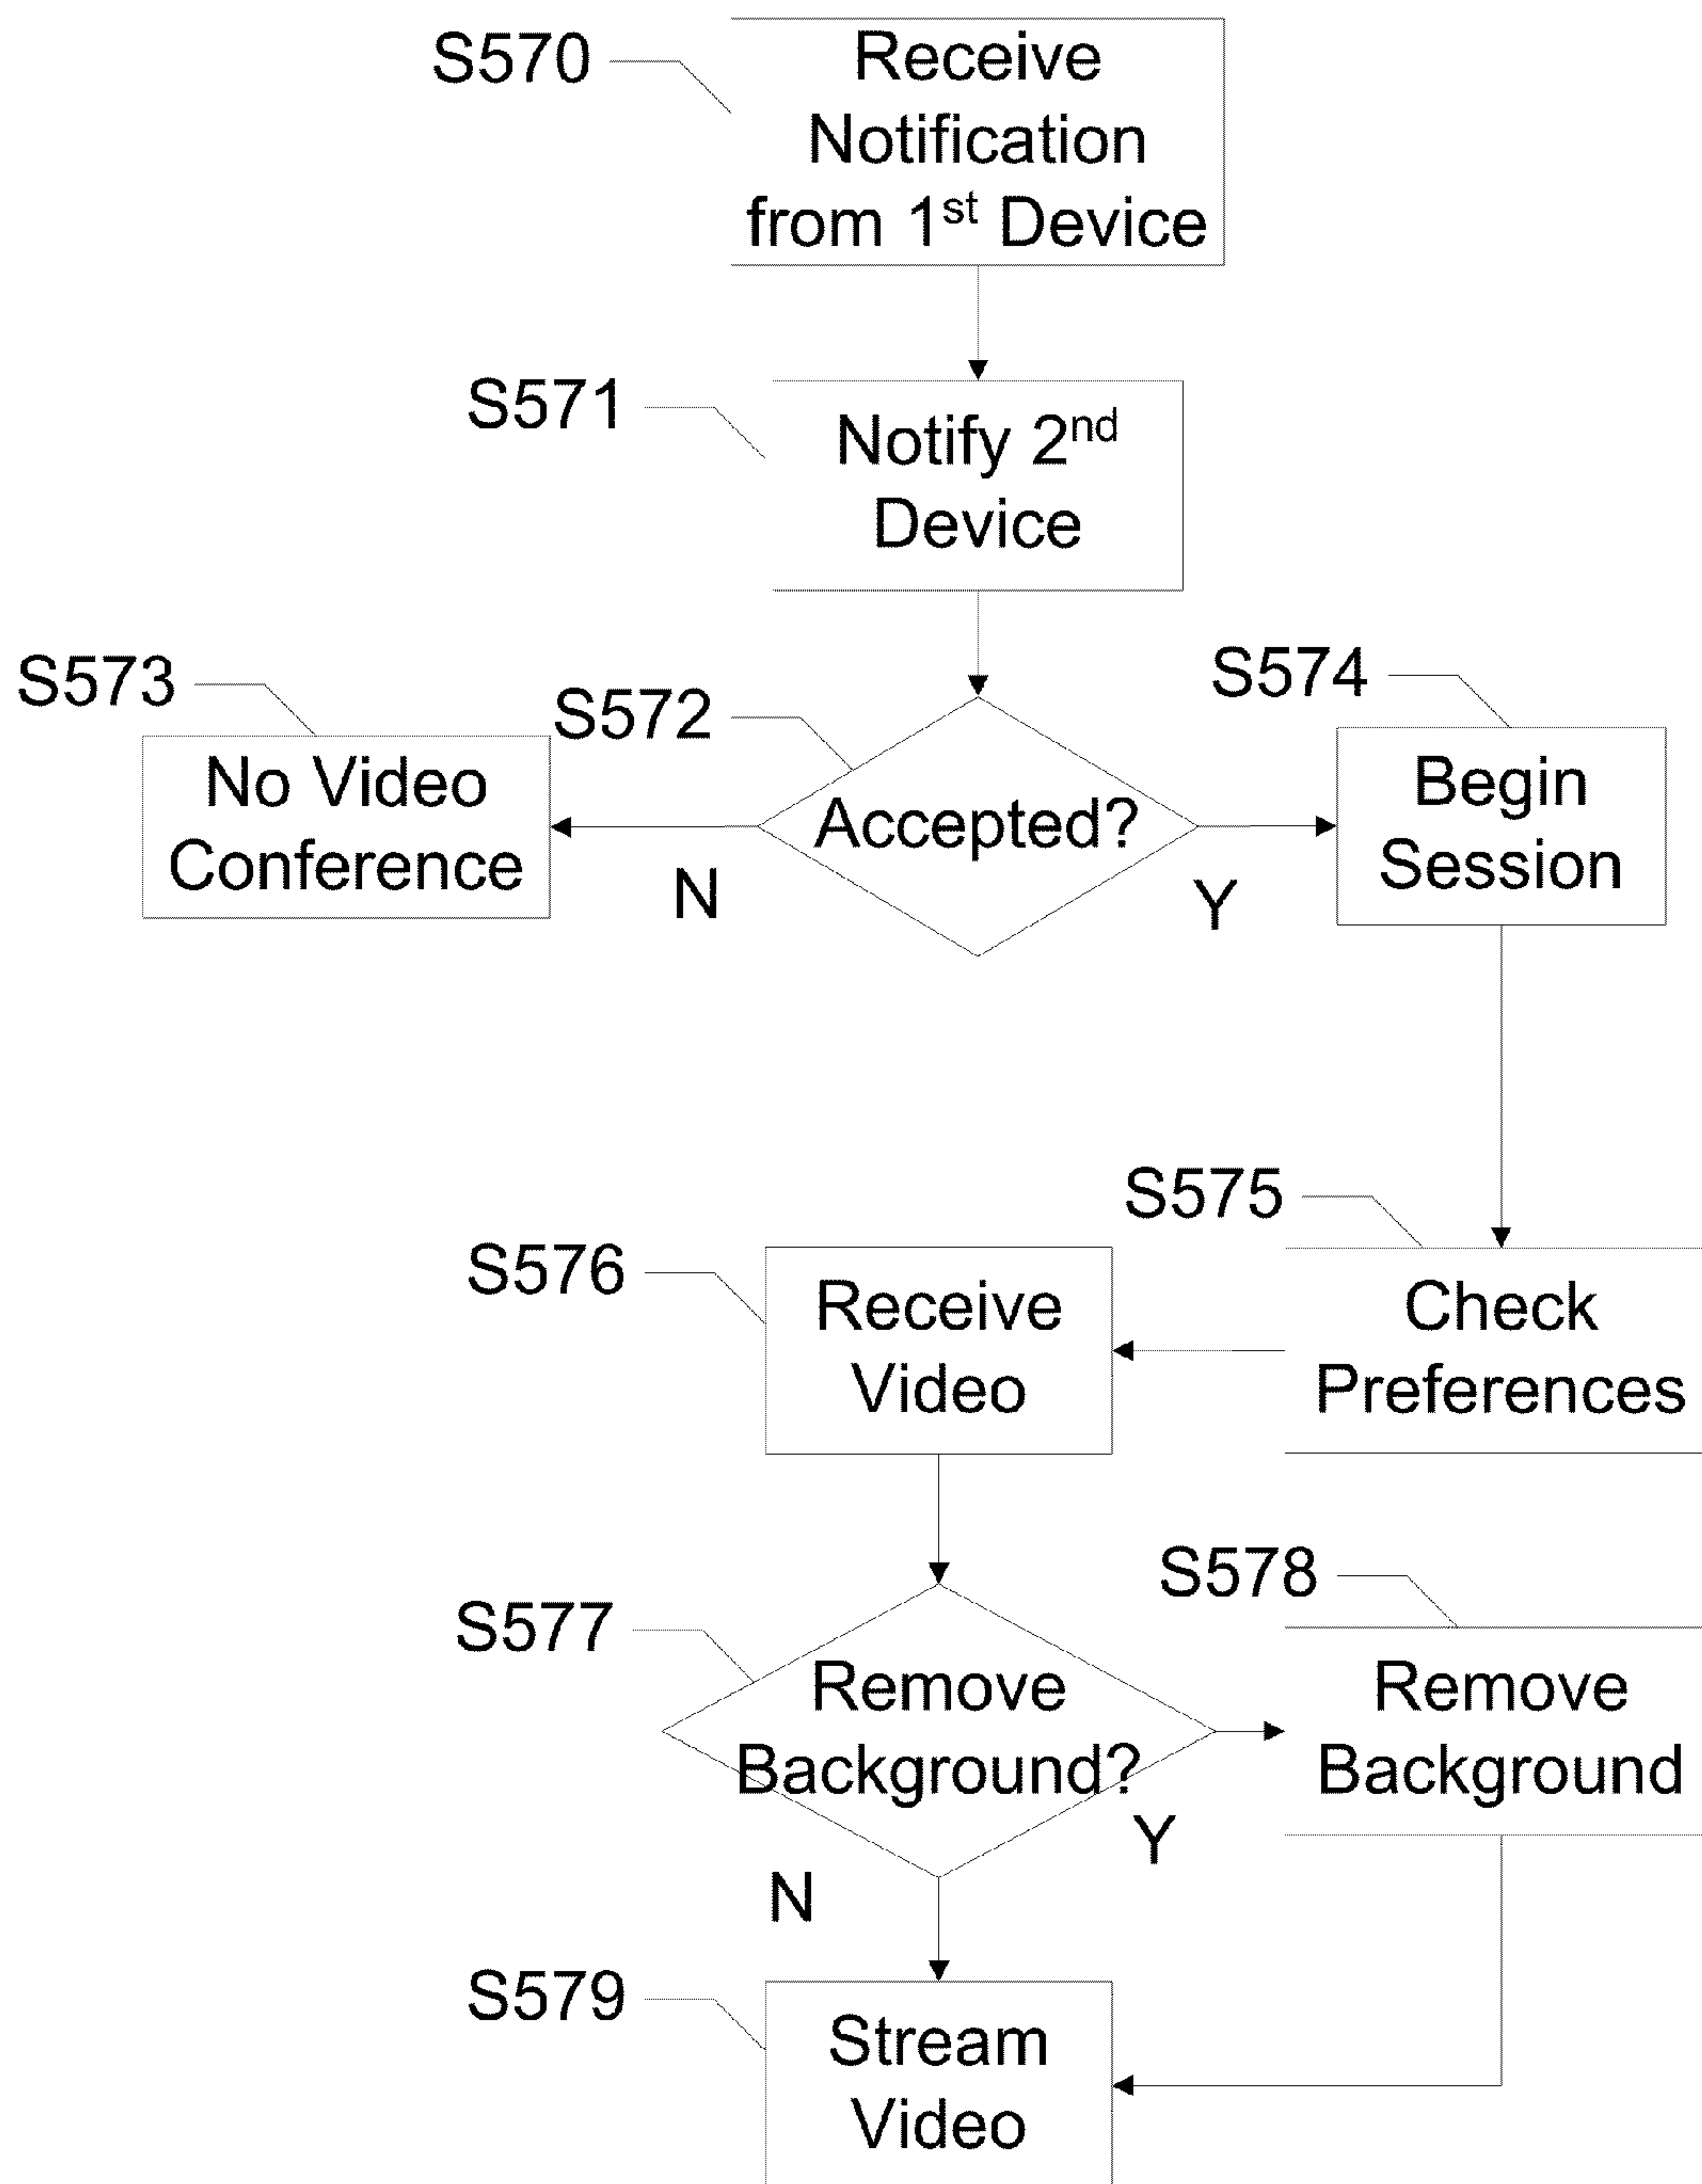 S570
Receive
Notification
from 1st Device
S571
Notify 2nd
Device
S573
No Video
Conference
S572
Accepted?
N
Y
S574
Begin
Session
S575
Check
Preferences
S576
Receive
Video
S577
Remove
Background?
Y
N
S578
Remove
Background
S579
Stream
Video